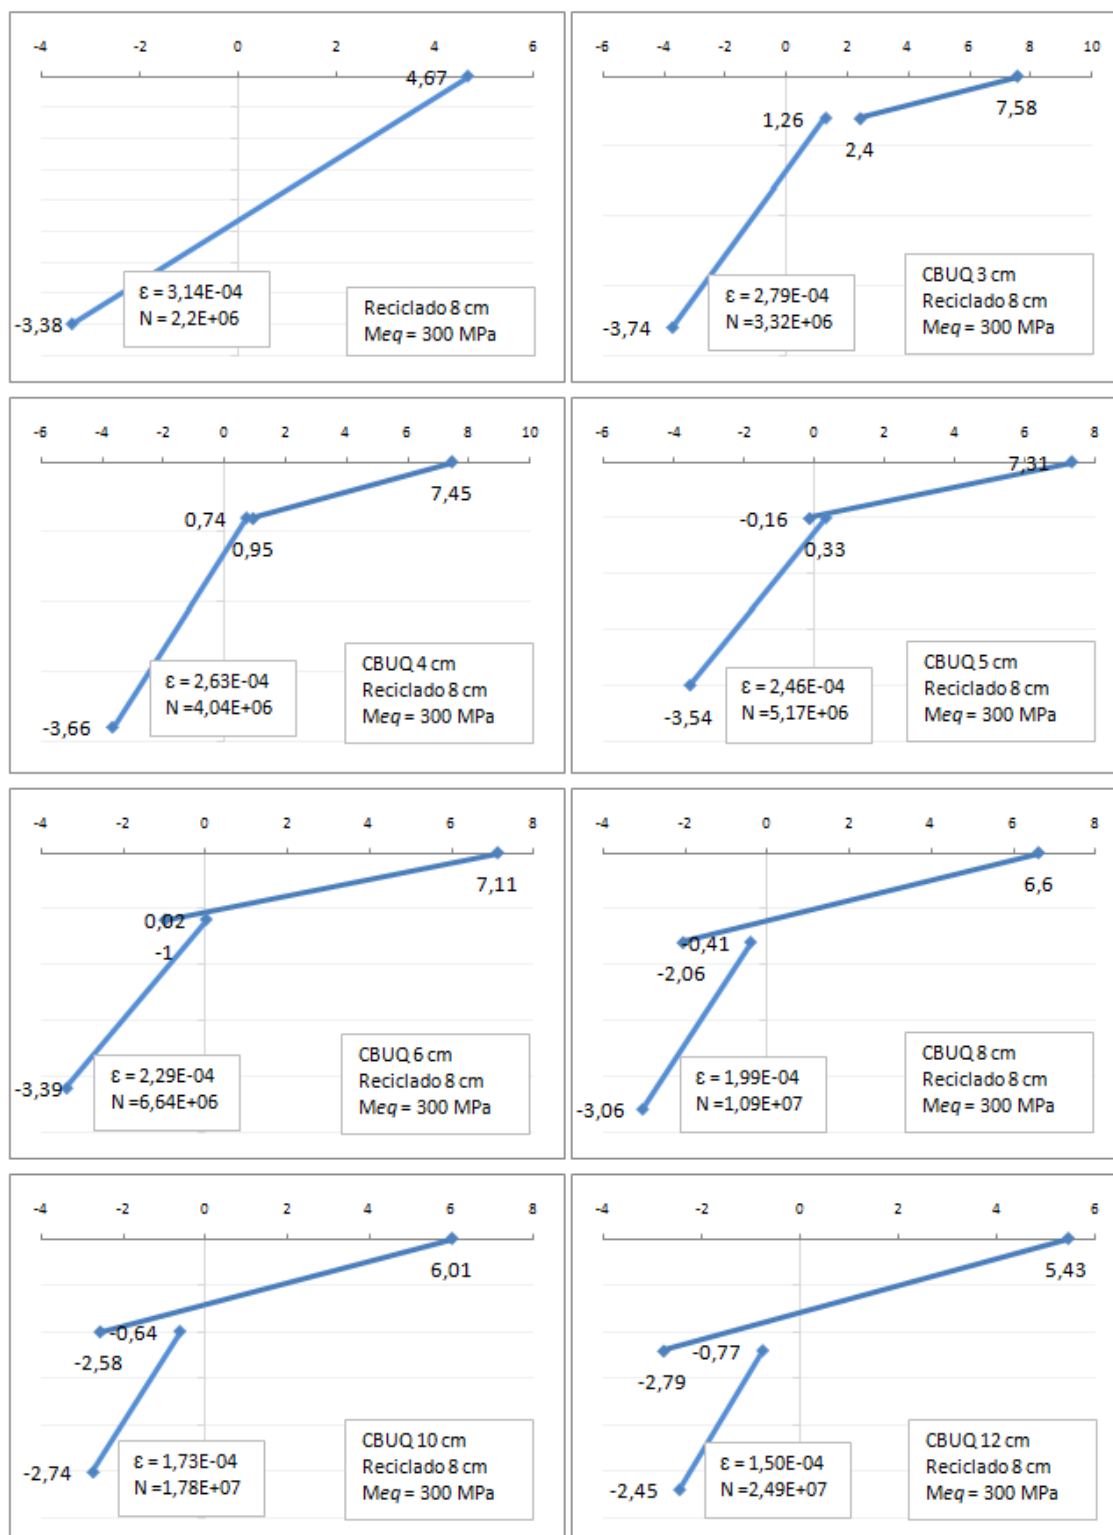 -4 -2 0 2 4 6
4,67
-3,38
ε = 3,14E-04
N = 2,2E+06
Reciclado 8 cm
Meq = 300 MPa
-6 -4 -2 0 2 4 6 8 10
7,58
1,26
2,4
-3,74
ε = 2,79E-04
N =3,32E+06
CBUQ 3 cm
Reciclado 8 cm
Meq = 300 MPa
-6 -4 -2 0 2 4 6 8 10
7,45
0,74
0,95
-3,66
ε = 2,63E-04
N =4,04E+06
CBUQ 4 cm
Reciclado 8 cm
Meq = 300 MPa
-6 -4 -2 0 2 4 6 8
7,31
-0,16
0,33
-3,54
ε = 2,46E-04
N =5,17E+06
CBUQ 5 cm
Reciclado 8 cm
Meq = 300 MPa
-4 -2 0 2 4 6 8
7,11
0,02
-1
-3,39
ε = 2,29E-04
N =6,64E+06
CBUQ 6 cm
Reciclado 8 cm
Meq = 300 MPa
-4 -2 0 2 4 6 8
6,6
-0,41
-2,06
-3,06
ε = 1,99E-04
N =1,09E+07
CBUQ 8 cm
Reciclado 8 cm
Meq = 300 MPa
-4 -2 0 2 4 6 8
6,01
-0,64
-2,58
-2,74
ε = 1,73E-04
N =1,78E+07
CBUQ 10 cm
Reciclado 8 cm
Meq = 300 MPa
-4 -2 0 2 4 6
5,43
-0,77
-2,79
-2,45
ε = 1,50E-04
N =2,49E+07
CBUQ 12 cm
Reciclado 8 cm
Meq = 300 MPa